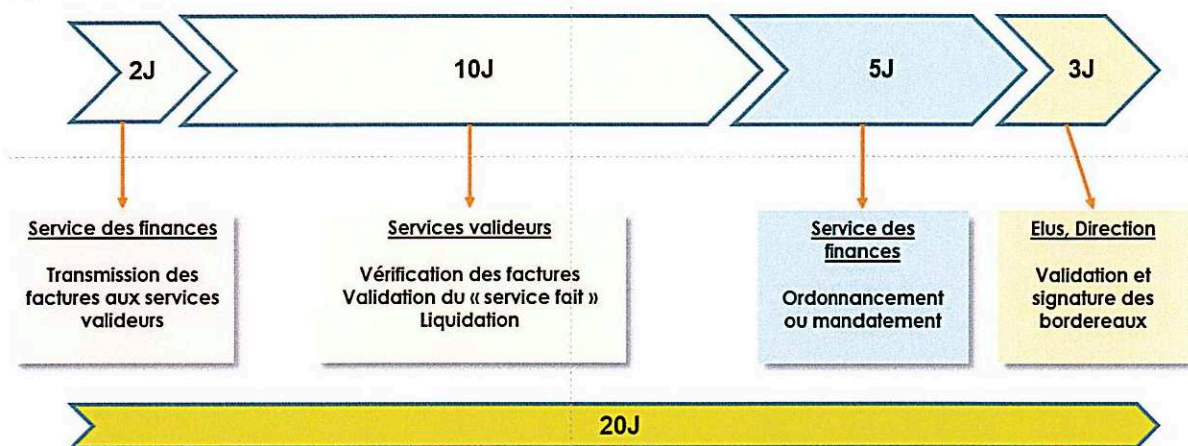 2J
10J
5J
3J
Service des finances
Transmission des
factures aux services
valideurs
Services valideurs
Vérification des factures
Validation du « service fait »
Liquidation
Service des
finances
Ordonnancement
ou mandatement
Elus, Direction
Validation et
signature des
bordereaux
20J